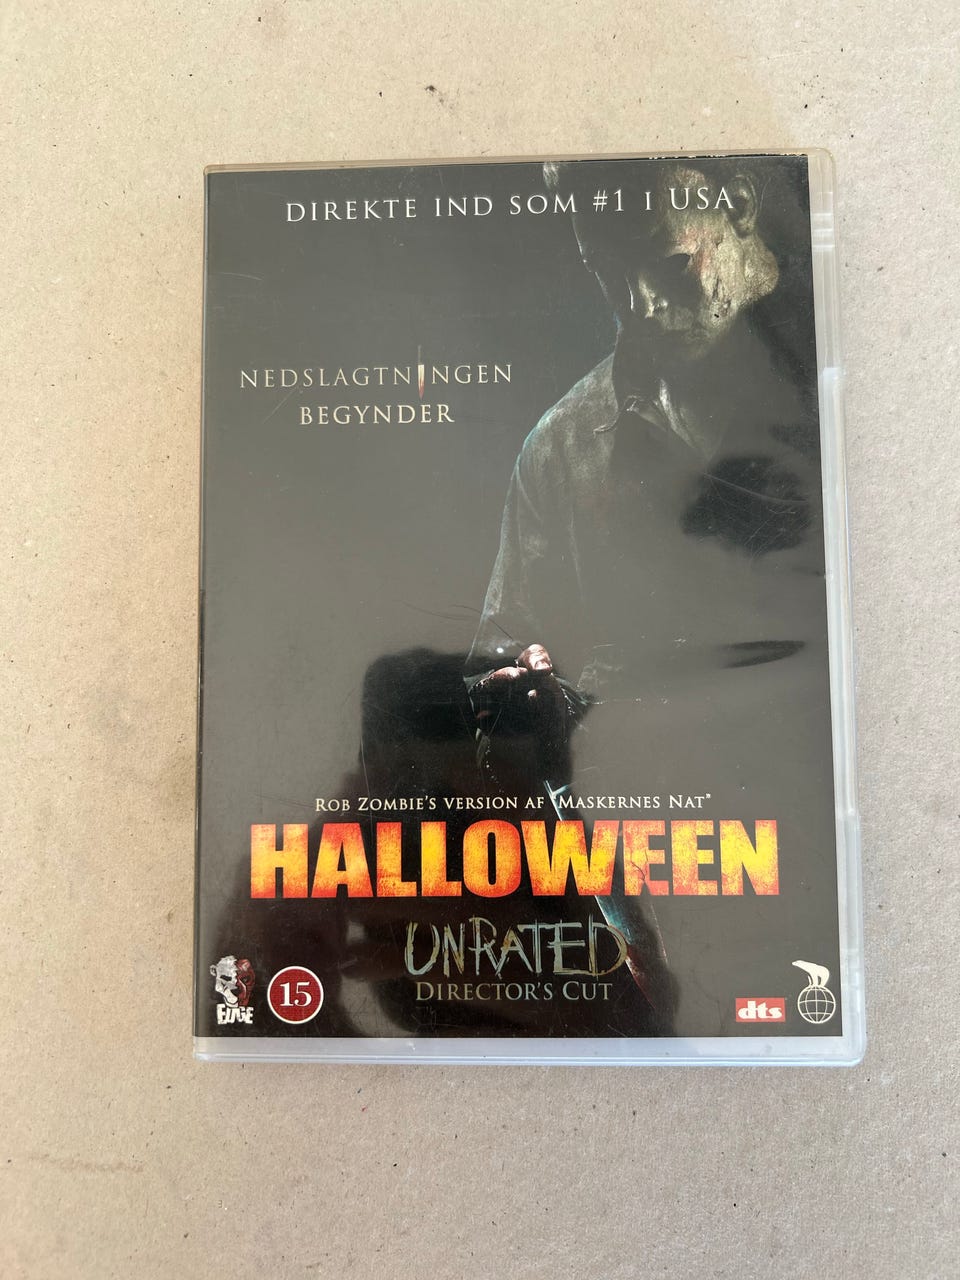 DIREKTE IND SOM #1 I USA
NEDSLAGTNINGEN
BEGYNDER
ROB ZOMBIE'S VERSION AF "MASKERNES NAT"
HALLOWEEN
UNRATED
DIRECTOR'S CUT
EDGE
15
dts